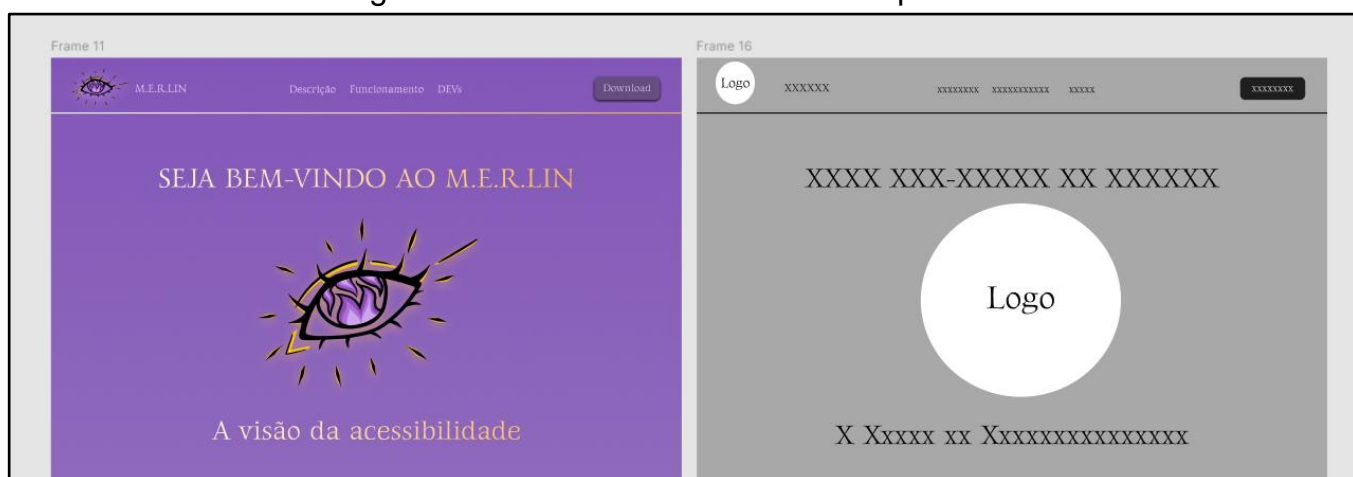 Frame 11
M.E.R.LIN
Descrição Funcionamento DEVs
Download
SEJA BEM-VINDO AO M.E.R.LIN
A visão da acessibilidade
Frame 16
Logo
XXXXXX
xxxxxxxx xxxxxxxxxxx xxxxx
xxxxxxxx
XXXX XXX-XXXXX XX XXXXXX
Logo
X Xxxxx xx Xxxxxxxxxxxxxxx